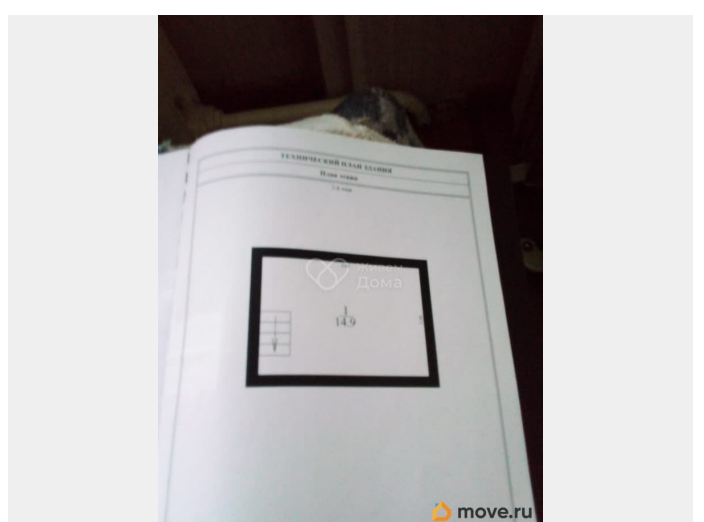 ТЕХНИЧЕСКИЙ ПЛАН ЗДАНИЯ
План этажа
Живем
Дома
1
14.9
move.ru